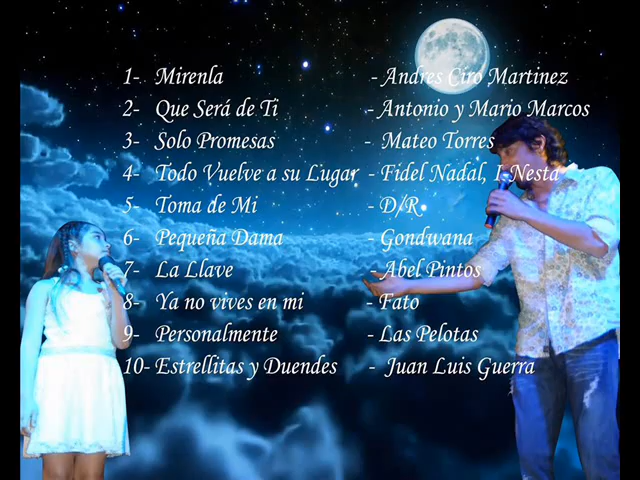 1- Mirenla - Andres Ciro Martinez
2- Que Será de Ti - Antonio y Mario Marcos
3- Solo Promesas - Mateo Torres
4- Todo Vuelve a su Lugar - Fidel Nadal, I-Nesta
5- Toma de Mi - D/R
6- Pequeña Dama - Gondwana
7- La Llave - Abel Pintos
8- Ya no vives en mi - Fato
9- Personalmente - Las Pelotas
10- Estrellitas y Duendes - Juan Luis Guerra